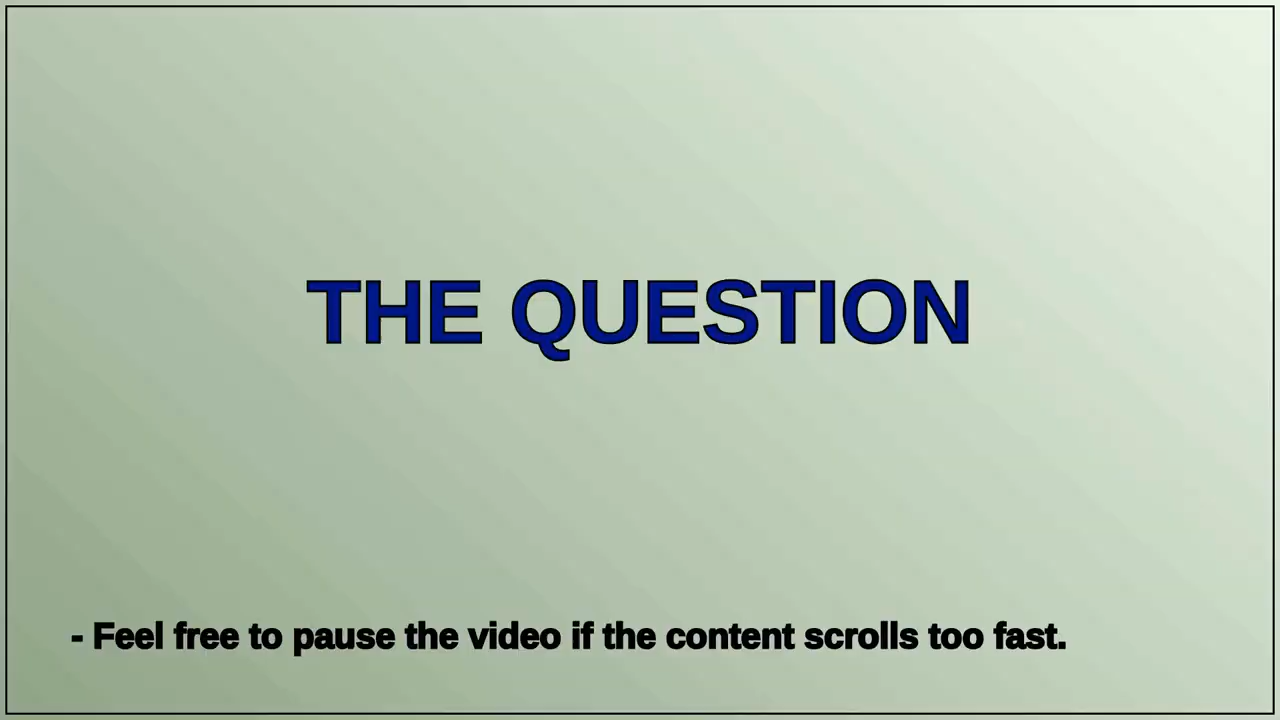 THE QUESTION
- Feel free to pause the video if the content scrolls too fast.